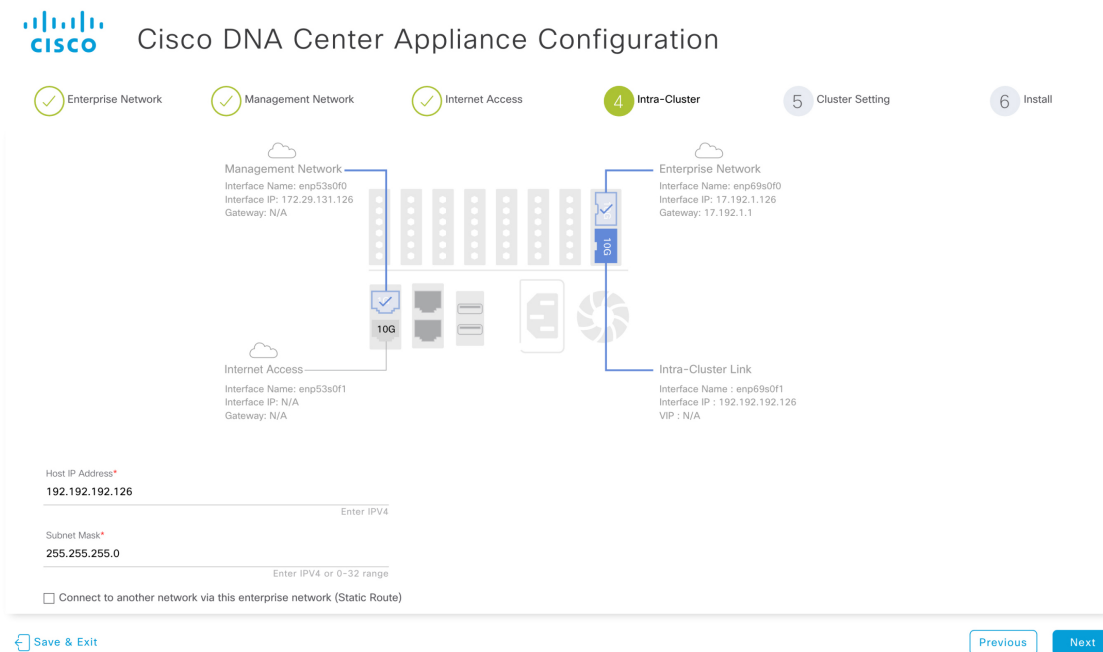 CISCO
Cisco DNA Center Appliance Configuration
Enterprise Network
Management Network
Internet Access
4 Intra-Cluster
5 Cluster Setting
6 Install
Management Network
Interface Name: enp53s0f0
Interface IP: 172.29.131.126
Gateway: N/A
Enterprise Network
Interface Name: enp69s0f0
Interface IP: 17.192.1.126
Gateway: 17.192.1.1
10G
10G
Internet Access
Interface Name: enp53s0f1
Interface IP: N/A
Gateway: N/A
Intra-Cluster Link
Interface Name : enp69s0f1
Interface IP : 192.192.192.126
VIP : N/A
Host IP Address*
192.192.192.126
Enter IPV4
Subnet Mask*
255.255.255.0
Enter IPV4 or 0-32 range
Connect to another network via this enterprise network (Static Route)
Save & Exit
Previous
Next